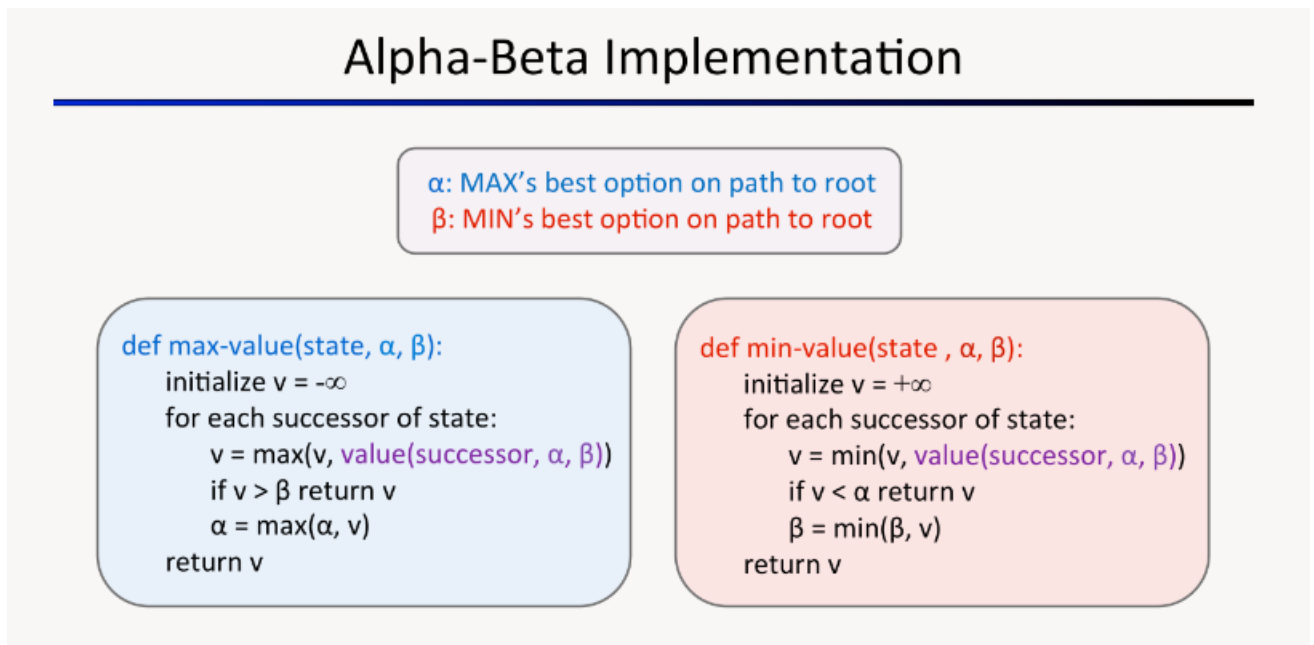 Alpha-Beta Implementation
α: MAX's best option on path to root
β: MIN's best option on path to root
def max-value(state, α, β):
initialize v = -∞
for each successor of state:
v = max(v, value(successor, α, β))
if v > β return v
α = max(α, v)
return v
def min-value(state , α, β):
initialize v = +∞
for each successor of state:
v = min(v, value(successor, α, β))
if v < α return v
β = min(β, v)
return v